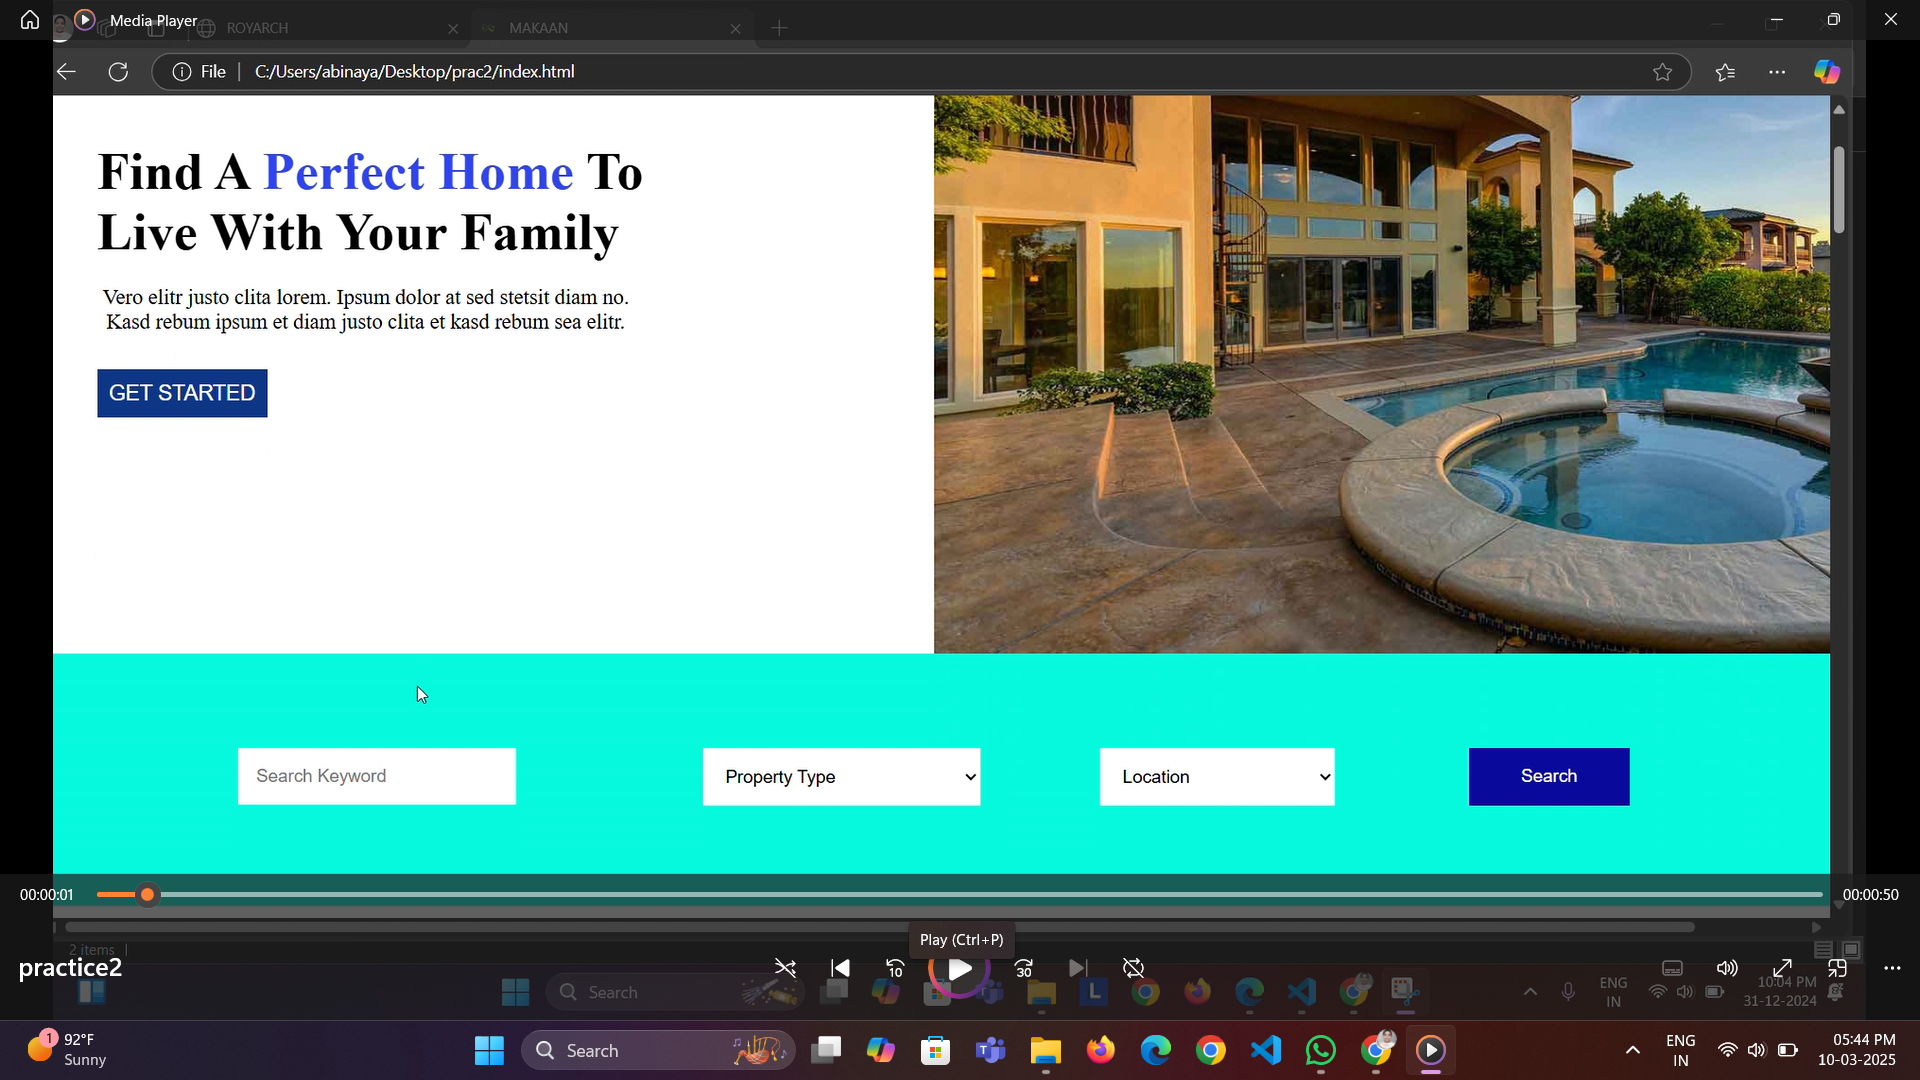 Media Player
ROYARCH
MAKAAN
File
C:/Users/abinaya/Desktop/prac2/index.html
Find A Perfect Home To
Live With Your Family
Vero elitr justo clita lorem. Ipsum dolor at sed stetsit diam no.
Kasd rebum ipsum et diam justo clita et kasd rebum sea elitr.
GET STARTED
Search Keyword
Property Type
Location
Search
00:00:01
00:00:50
Play (Ctrl+P)
2 items
practice2
10
30
Search
L
ENG
IN
10:04 PM
31-12-2024
1
92°F
Sunny
Search
ENG
IN
05:44 PM
10-03-2025